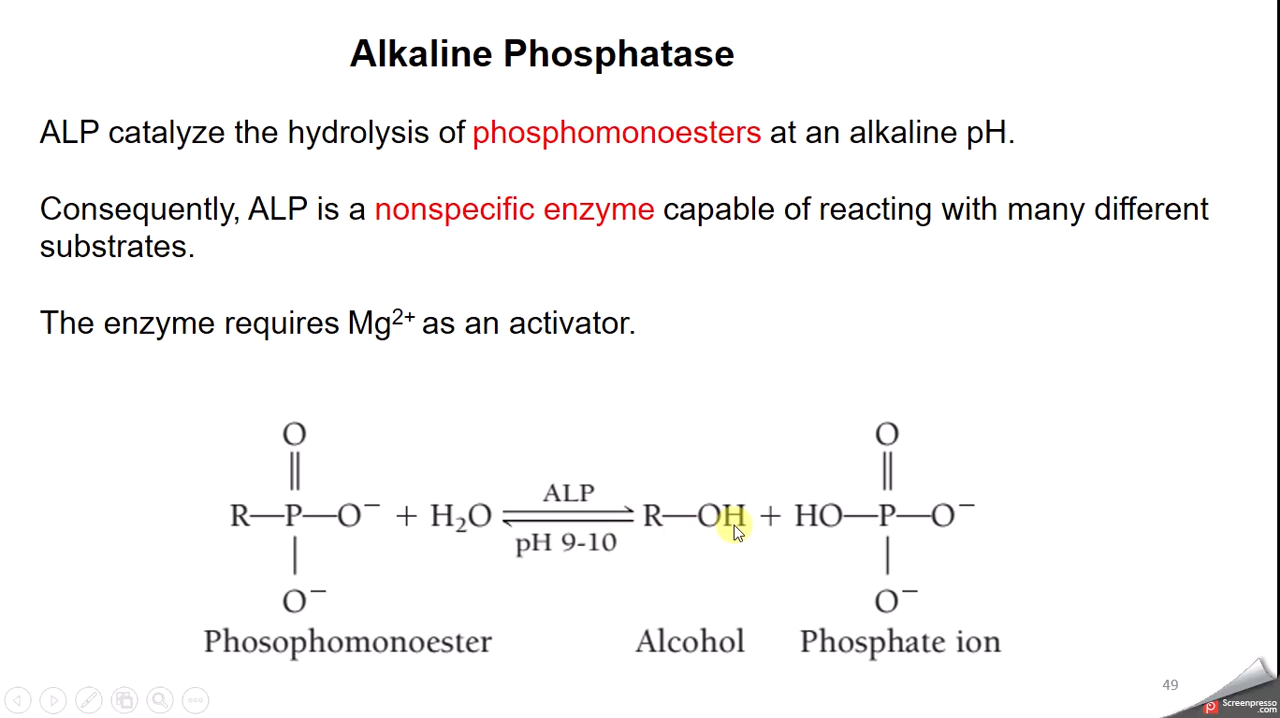 Alkaline Phosphatase
ALP catalyze the hydrolysis of phosphomonoesters at an alkaline pH.
Consequently, ALP is a nonspecific enzyme capable of reacting with many different
substrates.
The enzyme requires Mg²⁺ as an activator.
O
||
R—P—O⁻ + H₂O ⇌ R—OH + HO—P—O⁻
ALP
pH 9-10
|
O⁻
O
||
|
O⁻
Phosophomonoester
Alcohol
Phosphate ion
49
Screenpresso
.com